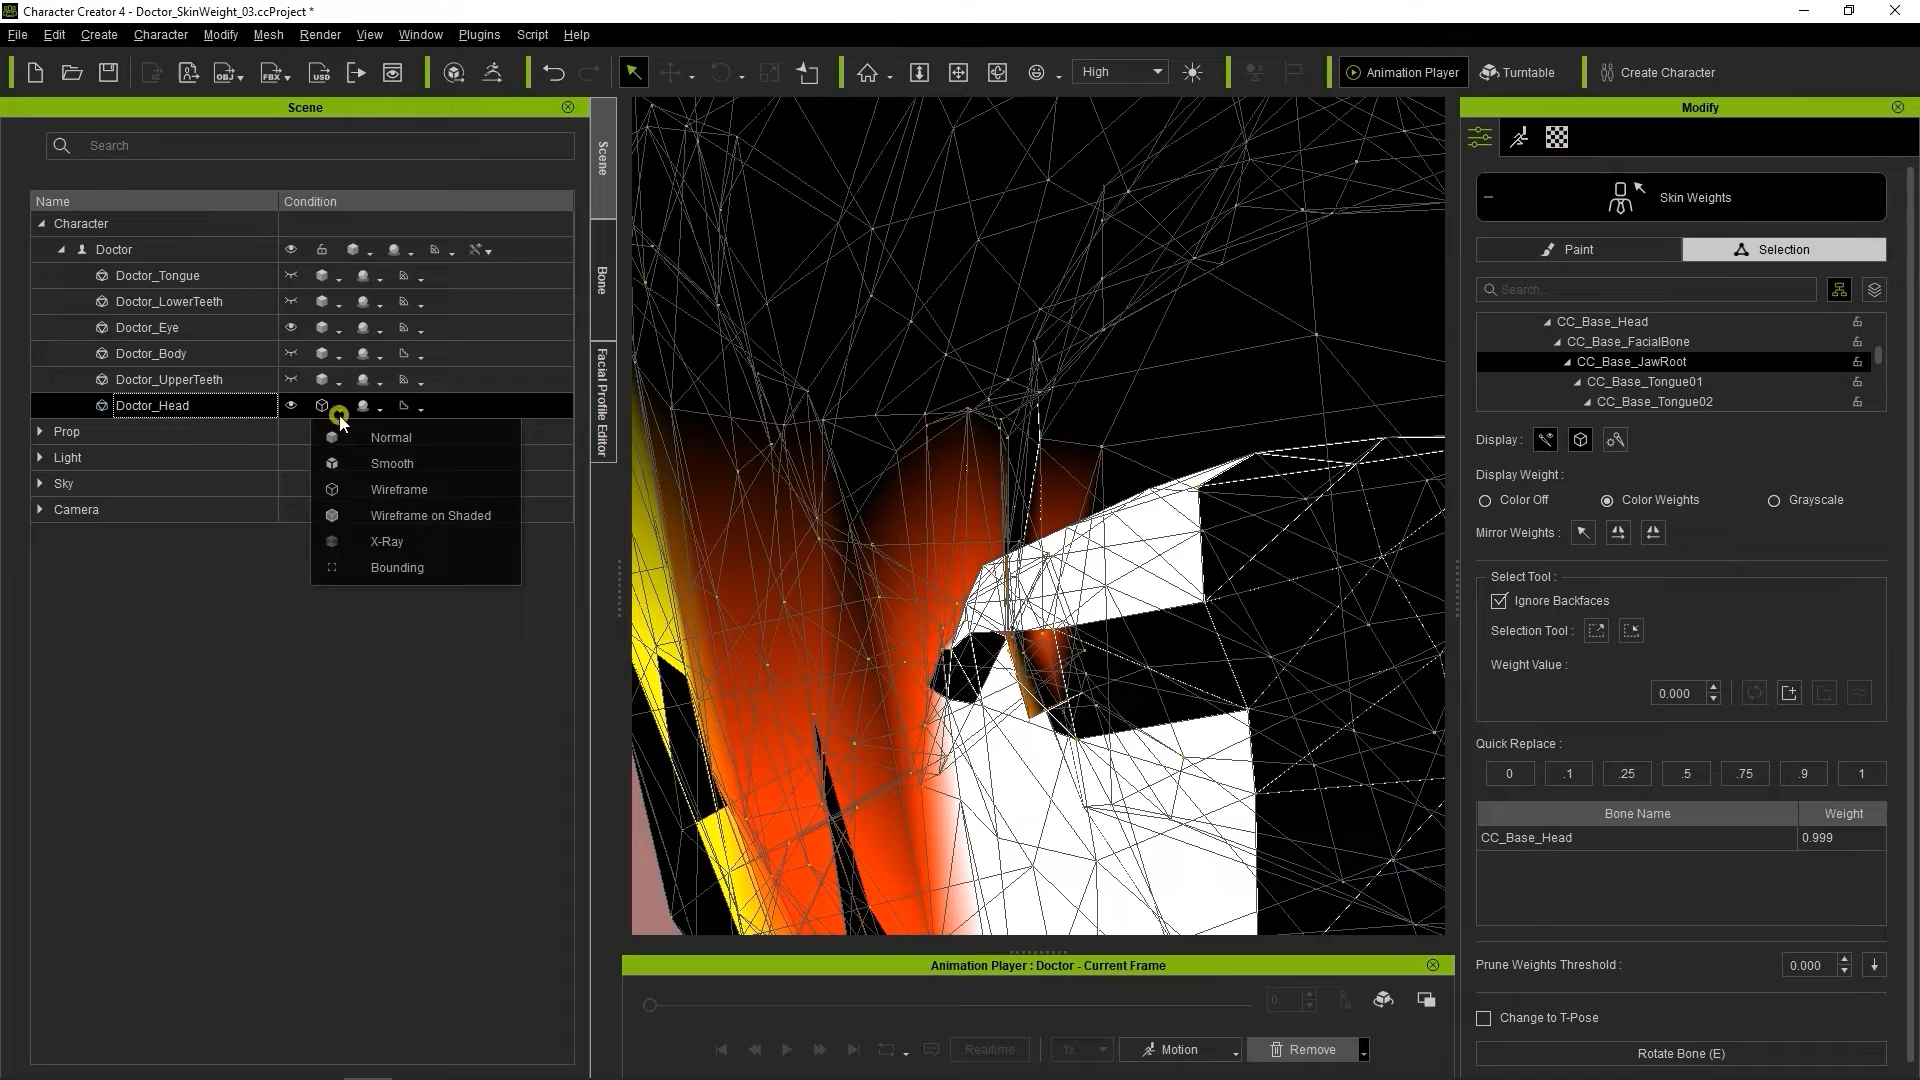 Character Creator 4 - Doctor_SkinWeight_03.ccProject *
File Edit Create Character Modify Mesh Render View Window Plugins Script Help
OBJ FBX USD High Animation Player Turntable Create Character
Scene
Search
Name Condition
Character
Doctor
Doctor_Tongue
Doctor_LowerTeeth
Doctor_Eye
Doctor_Body
Doctor_UpperTeeth
Doctor_Head
Prop
Light
Sky
Camera
Normal
Smooth
Wireframe
Wireframe on Shaded
X-Ray
Bounding
Scene
Bone
Facial Profile Editor
Animation Player : Doctor - Current Frame
0
Realtime 1x Motion Remove
Modify
Skin Weights
Paint Selection
Search...
CC_Base_Head
CC_Base_FacialBone
CC_Base_JawRoot
CC_Base_Tongue01
CC_Base_Tongue02
Display :
Display Weight :
Color Off Color Weights Grayscale
Mirror Weights :
Select Tool :
Ignore Backfaces
Selection Tool :
Weight Value :
0.000
Quick Replace :
0 .1 .25 .5 .75 .9 1
Bone Name Weight
CC_Base_Head 0.999
Prune Weights Threshold : 0.000
Change to T-Pose
Rotate Bone (E)